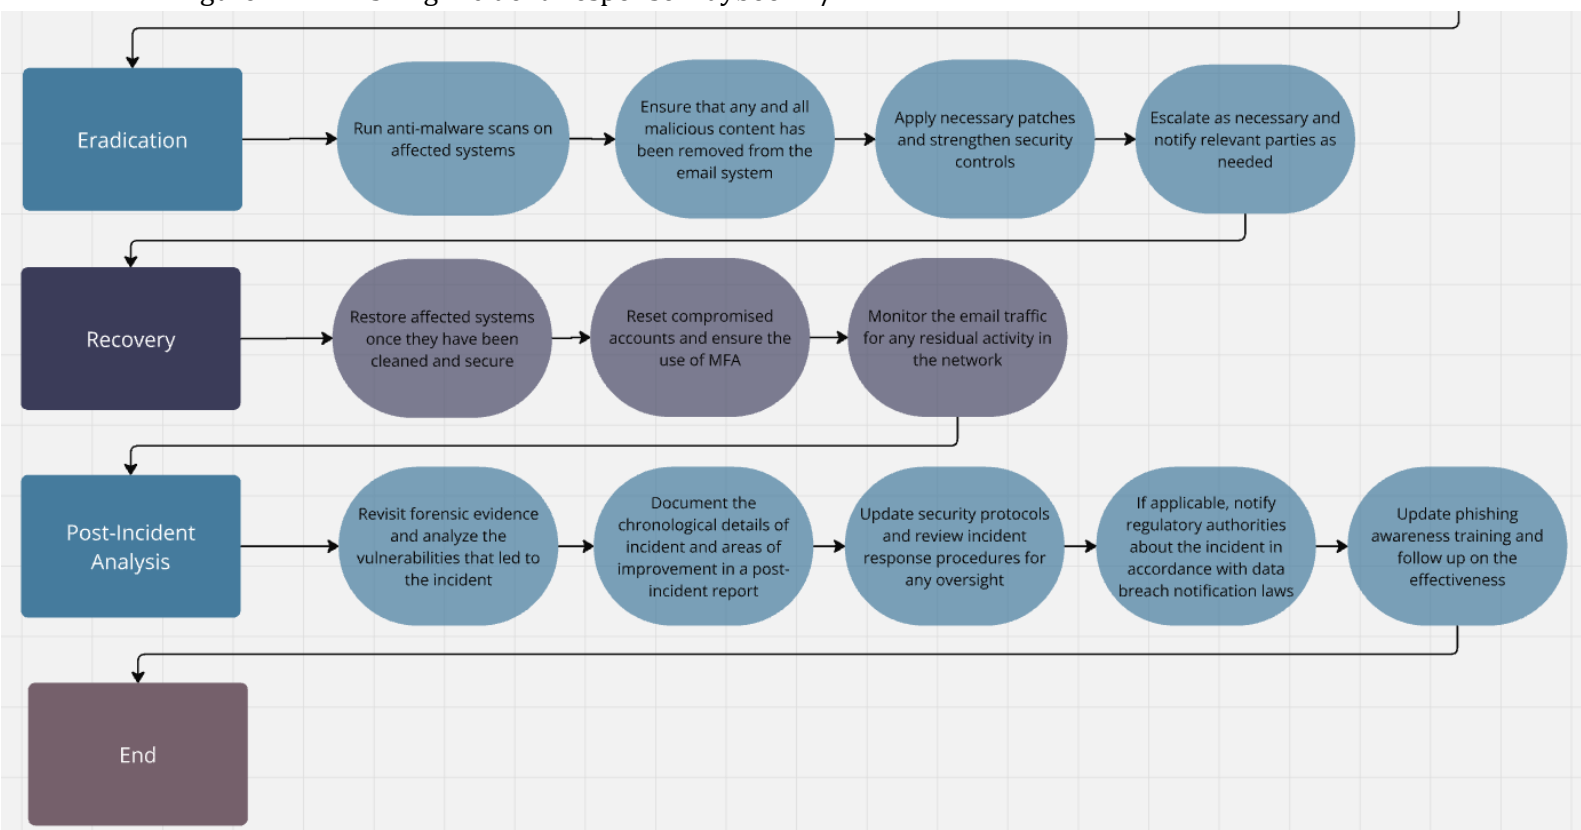 Eradication
Run anti-malware scans on
affected systems
Ensure that any and all
malicious content has
been removed from the
email system
Apply necessary patches
and strengthen security
controls
Escalate as necessary and
notify relevant parties as
needed
Recovery
Restore affected systems
once they have been
cleaned and secure
Reset compromised
accounts and ensure the
use of MFA
Monitor the email traffic
for any residual activity in
the network
Post-Incident
Analysis
Revisit forensic evidence
and analyze the
vulnerabilities that led to
the incident
Document the
chronological details of
incident and areas of
improvement in a post-
incident report
Update security protocols
and review incident
response procedures for
any oversight
If applicable, notify
regulatory authorities
about the incident in
accordance with data
breach notification laws
Update phishing
awareness training and
follow up on the
effectiveness
End